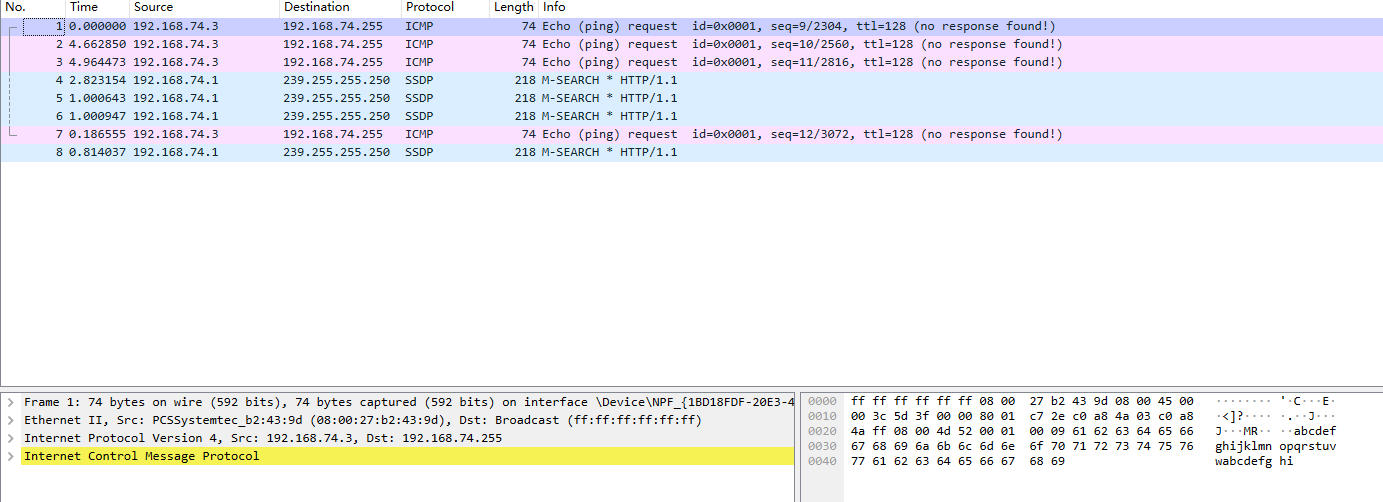 No. Time Source Destination Protocol Length Info
1 0.000000 192.168.74.3 192.168.74.255 ICMP 74 Echo (ping) request id=0x0001, seq=9/2304, ttl=128 (no response found!)
2 4.662850 192.168.74.3 192.168.74.255 ICMP 74 Echo (ping) request id=0x0001, seq=10/2560, ttl=128 (no response found!)
3 4.964473 192.168.74.3 192.168.74.255 ICMP 74 Echo (ping) request id=0x0001, seq=11/2816, ttl=128 (no response found!)
4 2.823154 192.168.74.1 239.255.255.250 SSDP 218 M-SEARCH * HTTP/1.1
5 1.000643 192.168.74.1 239.255.255.250 SSDP 218 M-SEARCH * HTTP/1.1
6 1.000947 192.168.74.1 239.255.255.250 SSDP 218 M-SEARCH * HTTP/1.1
7 0.186555 192.168.74.3 192.168.74.255 ICMP 74 Echo (ping) request id=0x0001, seq=12/3072, ttl=128 (no response found!)
8 0.814037 192.168.74.1 239.255.255.250 SSDP 218 M-SEARCH * HTTP/1.1
Frame 1: 74 bytes on wire (592 bits), 74 bytes captured (592 bits) on interface \Device\NPF_{1BD18FDF-20E3-4
Ethernet II, Src: PCSSystemtec_b2:43:9d (08:00:27:b2:43:9d), Dst: Broadcast (ff:ff:ff:ff:ff:ff)
Internet Protocol Version 4, Src: 192.168.74.3, Dst: 192.168.74.255
Internet Control Message Protocol
0000 ff ff ff ff ff ff 08 00 27 b2 43 9d 08 00 45 00 ········ '·C···E·
0010 00 3c 5d 3f 00 00 80 01 c7 2e c0 a8 4a 03 c0 a8 ·<]?···· ·.··J···
0020 4a ff 08 00 4d 52 00 01 00 09 61 62 63 64 65 66 J···MR·· ··abcdef
0030 67 68 69 6a 6b 6c 6d 6e 6f 70 71 72 73 74 75 76 ghijklmn opqrstuv
0040 77 61 62 63 64 65 66 67 68 69 wabcdefg hi